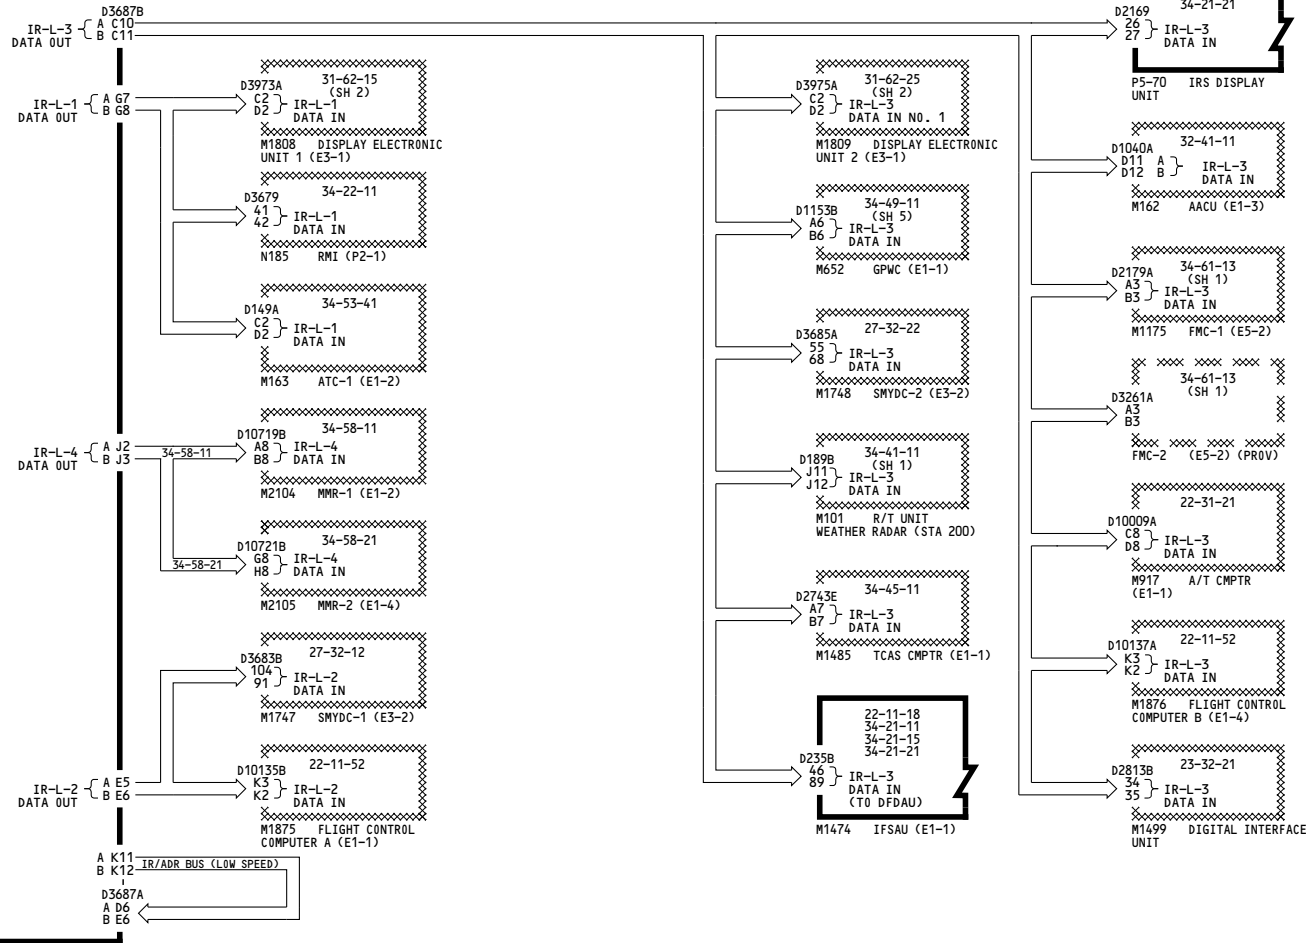 D3687B
IR-L-3 DATA OUT
A C10
B C11
IR-L-1 DATA OUT
A G7
B G8
D3973A
C2
D2
31-62-15
(SH 2)
IR-L-1
DATA IN
M1808 DISPLAY ELECTRONIC
UNIT 1 (E3-1)
D3679
41
42
34-22-11
IR-L-1
DATA IN
N185 RMI (P2-1)
D149A
C2
D2
34-53-41
IR-L-1
DATA IN
M163 ATC-1 (E1-2)
IR-L-4 DATA OUT
A J2
B J3
34-58-11
D10719B
A8
B8
34-58-11
IR-L-4
DATA IN
M2104 MMR-1 (E1-2)
34-58-21
D10721B
G8
H8
34-58-21
IR-L-4
DATA IN
M2105 MMR-2 (E1-4)
D3683B
104
91
27-32-12
IR-L-2
DATA IN
M1747 SMYDC-1 (E3-2)
IR-L-2 DATA OUT
A E5
B E6
D10135B
K3
K2
22-11-52
IR-L-2
DATA IN
M1875 FLIGHT CONTROL
COMPUTER A (E1-1)
A K11
B K12
IR/ADR BUS (LOW SPEED)
D3687A
A D6
B E6
D3975A
C2
D2
31-62-25
(SH 2)
IR-L-3
DATA IN NO. 1
M1809 DISPLAY ELECTRONIC
UNIT 2 (E3-1)
D1153B
A6
B6
34-49-11
(SH 5)
IR-L-3
DATA IN
M652 GPWC (E1-1)
D3685A
55
68
27-32-22
IR-L-3
DATA IN
M1748 SMYDC-2 (E3-2)
D189B
J11
J12
34-41-11
(SH 1)
IR-L-3
DATA IN
M101 R/T UNIT
WEATHER RADAR (STA 200)
D2743E
A7
B7
34-45-11
IR-L-3
DATA IN
M1485 TCAS CMPTR (E1-1)
D235B
46
89
22-11-18
34-21-11
34-21-15
34-21-21
IR-L-3
DATA IN
(TO DFDAU)
M1474 IFSAU (E1-1)
D2169
26
27
34-21-21
IR-L-3
DATA IN
P5-70 IRS DISPLAY
UNIT
D1040A
D11 A
D12 B
32-41-11
IR-L-3
DATA IN
M162 AACU (E1-3)
D2179A
A3
B3
34-61-13
(SH 1)
IR-L-3
DATA IN
M1175 FMC-1 (E5-2)
D3261A
A3
B3
34-61-13
(SH 1)
FMC-2 (E5-2) (PROV)
D10009A
C8
D8
22-31-21
IR-L-3
DATA IN
M917 A/T CMPTR
(E1-1)
D10137A
K3
K2
22-11-52
IR-L-3
DATA IN
M1876 FLIGHT CONTROL
COMPUTER B (E1-4)
D2813B
34
35
23-32-21
IR-L-3
DATA IN
M1499 DIGITAL INTERFACE
UNIT